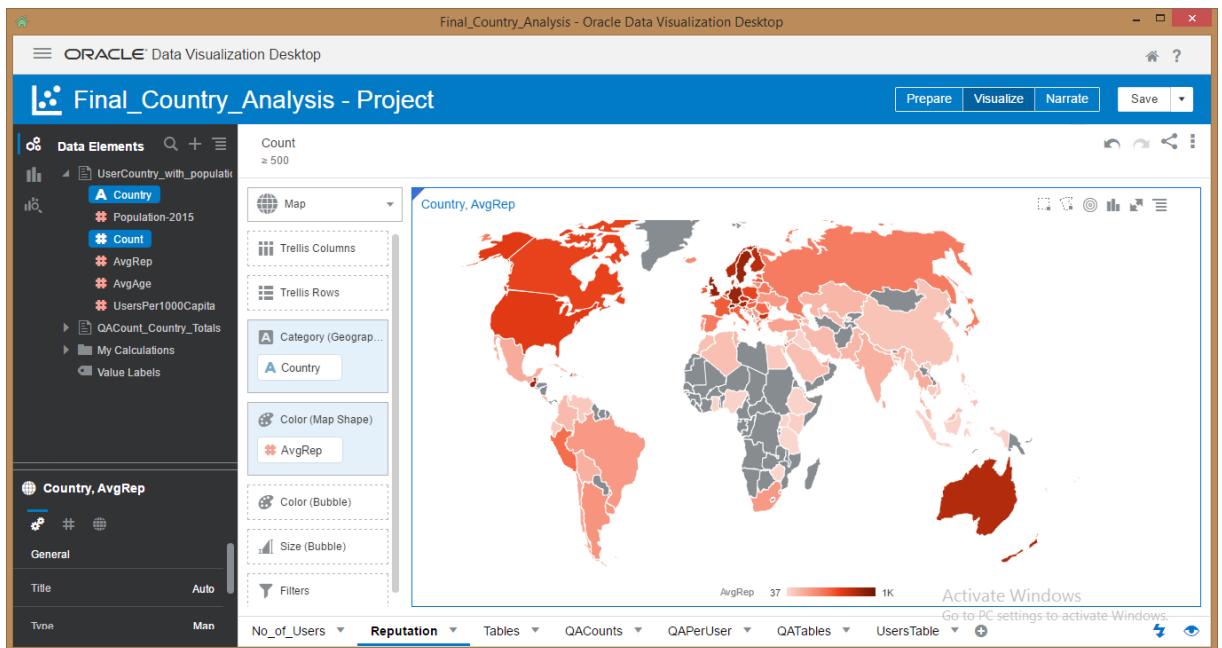 Final_Country_Analysis - Oracle Data Visualization Desktop
ORACLE Data Visualization Desktop
?
Final_Country_Analysis - Project
Prepare Visualize Narrate Save
Data Elements
UserCountry_with_populatic
A Country
Population-2015
Count
AvgRep
AvgAge
UsersPer1000Capita
QACount_Country_Totals
My Calculations
Value Labels
Country, AvgRep
General
Title Auto
Type Map
Count
≥ 500
Map
Trellis Columns
Trellis Rows
A Category (Geograp...
A Country
Color (Map Shape)
AvgRep
Color (Bubble)
Size (Bubble)
Filters
Country, AvgRep
AvgRep 37 1K
Activate Windows
Go to PC settings to activate Windows.
No_of_Users Reputation Tables QACounts QAPerUser QATables UsersTable